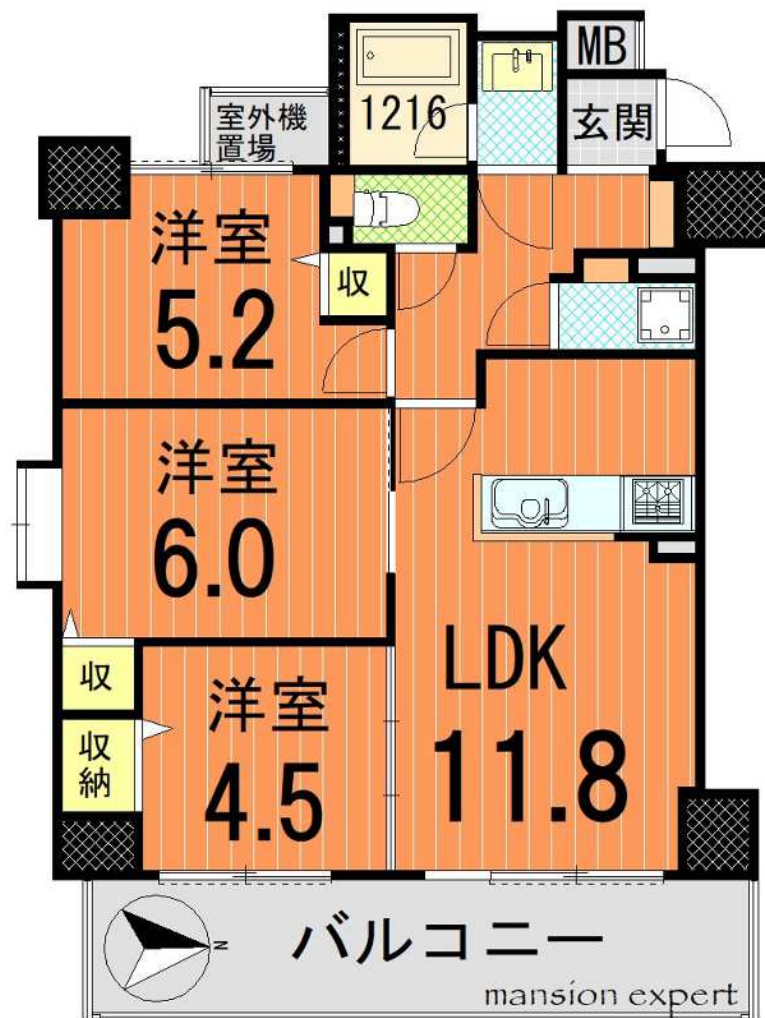 MB
室外機
置場
1216
玄関
洋室
5.2
収
洋室
6.0
LDK
11.8
収
洋室
4.5
収
納
N
バルコニー
mansion expert